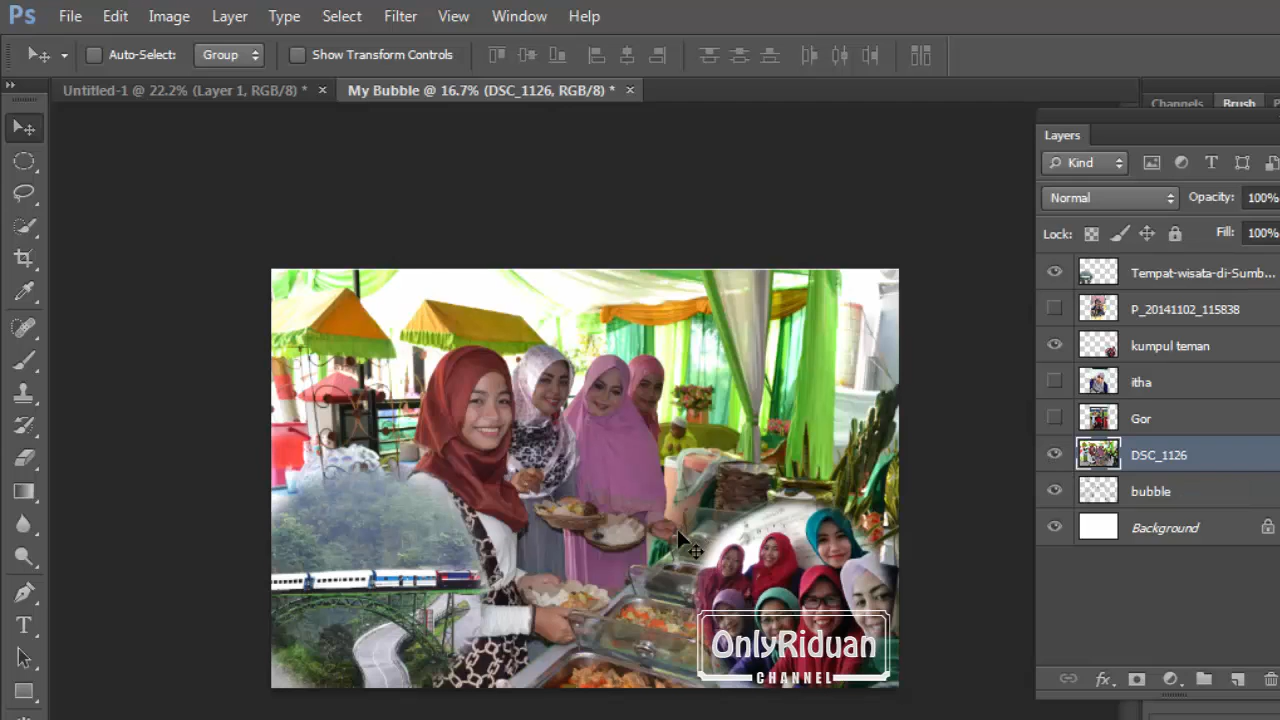 Ps File Edit Image Layer Type Select Filter View Window Help
Auto-Select: Group Show Transform Controls
Untitled-1 @ 22.2% (Layer 1, RGB/8) * × My Bubble @ 16.7% (DSC_1126, RGB/8) * ×
Channels Brush
Layers
Kind T
Normal Opacity: 100%
Lock: Fill: 100%
Tempat-wisata-di-Sumb...
P_20141102_115838
kumpul teman
itha
Gor
DSC_1126
bubble
Background
OnlyRiduan
CHANNEL
T
fx